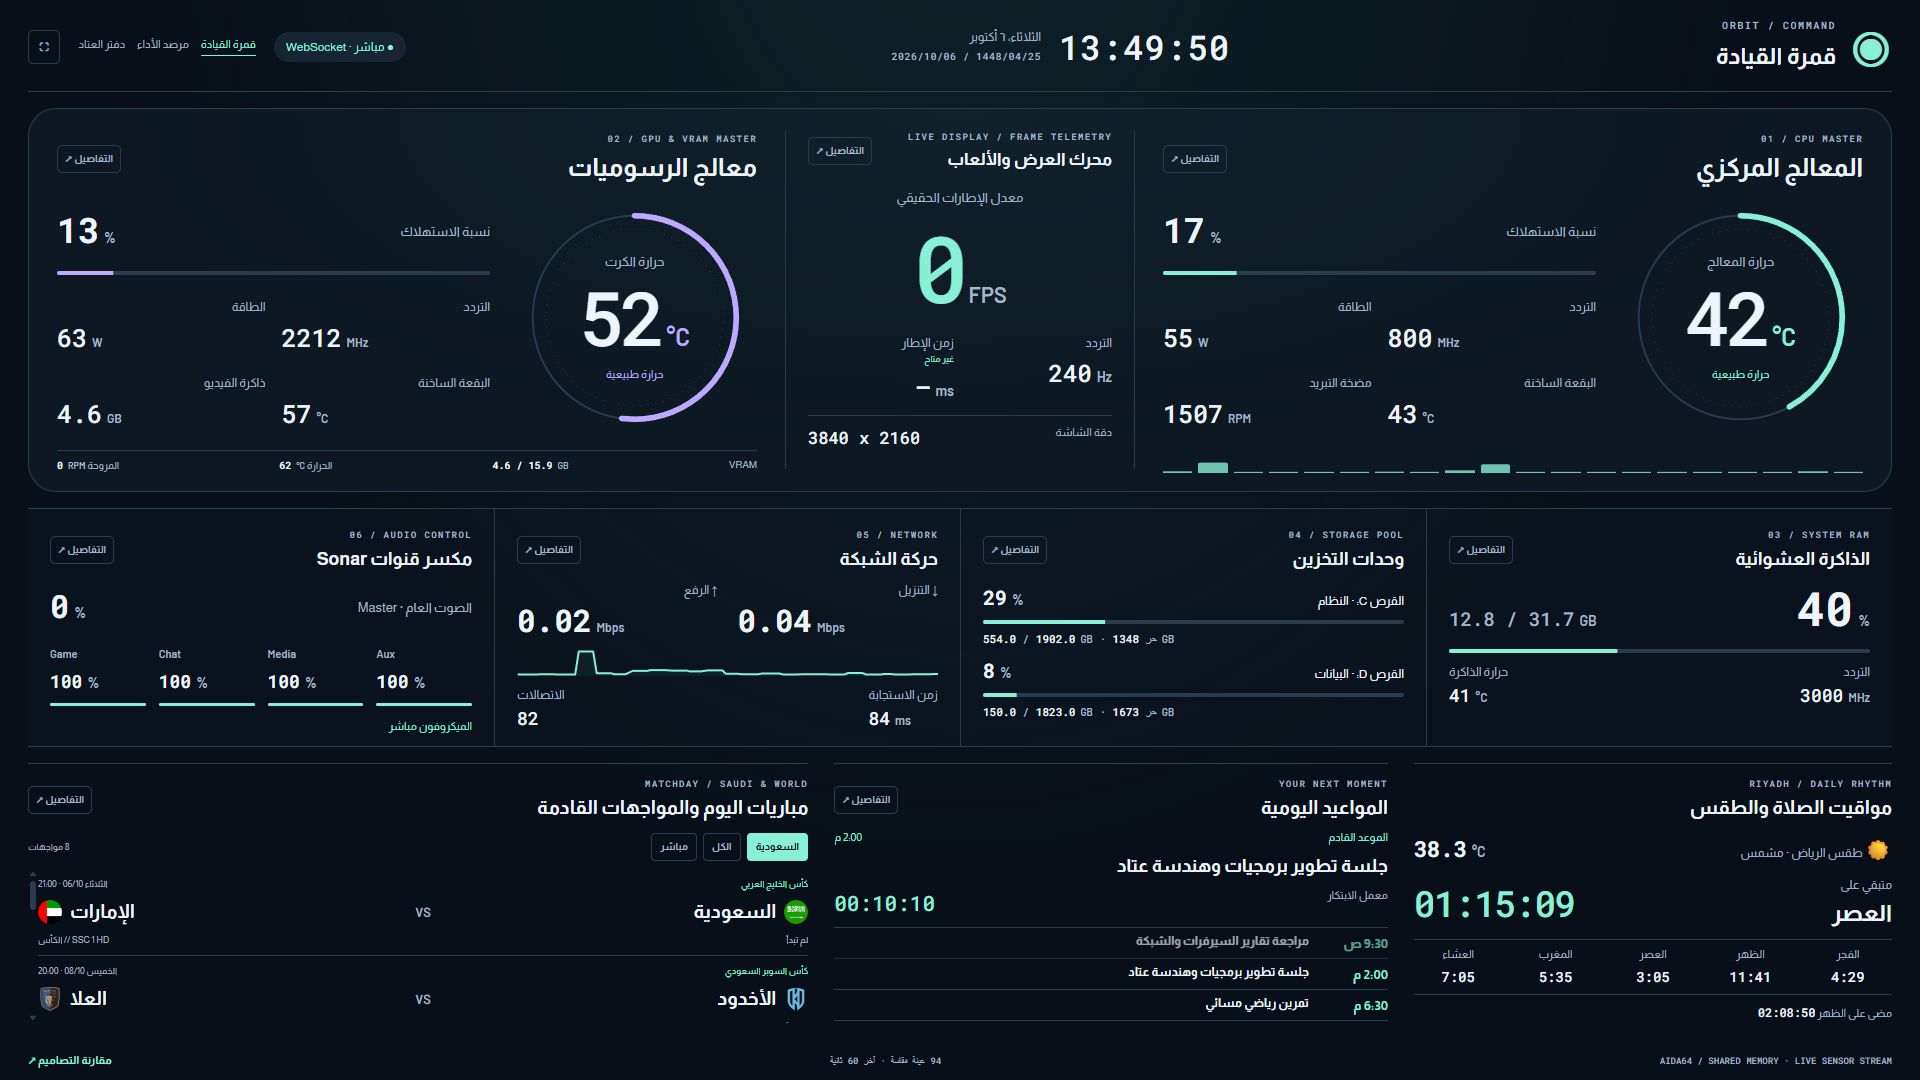 ORBIT / COMMAND
قمرة القيادة
13:49:50
الثلاثاء، ٦ أكتوبر
2026/10/06 / 1448/04/25
مباشر · WebSocket
قمرة القيادة
مرصد الأداء
دفتر العتاد
01 / CPU MASTER
المعالج المركزي
التفاصيل ↗
حرارة المعالج
42 °C
حرارة طبيعية
نسبة الاستهلاك
17 %
التردد
800 MHz
الطاقة
55 W
البقعة الساخنة
43 °C
مضخة التبريد
1507 RPM
LIVE DISPLAY / FRAME TELEMETRY
محرك العرض والألعاب
التفاصيل ↗
معدل الإطارات الحقيقي
0 FPS
التردد
240 Hz
زمن الإطار
غير متاح
— ms
دقة الشاشة
3840 x 2160
02 / GPU & VRAM MASTER
معالج الرسوميات
التفاصيل ↗
حرارة الكرت
52 °C
حرارة طبيعية
نسبة الاستهلاك
13 %
التردد
2212 MHz
الطاقة
63 W
البقعة الساخنة
57 °C
ذاكرة الفيديو
4.6 GB
VRAM
4.6 / 15.9 GB
الحرارة 62 °C
المروحة 0 RPM
03 / SYSTEM RAM
الذاكرة العشوائية
التفاصيل ↗
40 %
12.8 / 31.7 GB
التردد
3000 MHz
حرارة الذاكرة
41 °C
04 / STORAGE POOL
وحدات التخزين
التفاصيل ↗
القرص C: · النظام
29 %
554.0 / 1902.0 GB · 1348 حر GB
القرص D: · البيانات
8 %
150.0 / 1823.0 GB · 1673 حر GB
05 / NETWORK
حركة الشبكة
التفاصيل ↗
↓ التنزيل
0.04 Mbps
↑ الرفع
0.02 Mbps
زمن الاستجابة
84 ms
الاتصالات
82
06 / AUDIO CONTROL
مكسر قنوات Sonar
التفاصيل ↗
الصوت العام · Master
0 %
Game
100 %
Chat
100 %
Media
100 %
Aux
100 %
الميكروفون مباشر
RIYADH / DAILY RHYTHM
مواقيت الصلاة والطقس
طقس الرياض · مشمس
38.3 °C
متبقي على
العصر
01:15:09
الفجر
4:29
الظهر
11:41
العصر
3:05
المغرب
5:35
العشاء
7:05
مضى على الظهر 02:08:50
YOUR NEXT MOMENT
المواعيد اليومية
التفاصيل ↗
الموعد القادم
2:00 م
جلسة تطوير برمجيات وهندسة عتاد
معمل الابتكار
00:10:10
9:30 ص مراجعة تقارير السيرفرات والشبكة
2:00 م جلسة تطوير برمجيات وهندسة عتاد
6:30 م تمرين رياضي مسائي
MATCHDAY / SAUDI & WORLD
مباريات اليوم والمواجهات القادمة
التفاصيل ↗
السعودية
الكل
مباشر
8 مواجهات
كأس الخليج العربي
الثلاثاء 06/10 · 21:00
السعودية VS الإمارات
لم تبدأ
SSC 1 HD // الكأس
كأس السوبر السعودي
الخميس 08/10 · 20:00
الأخدود VS العلا
AIDA64 / SHARED MEMORY · LIVE SENSOR STREAM
94 عينة مقاسة · آخر 60 ثانية
مقارنة التصاميم ↗